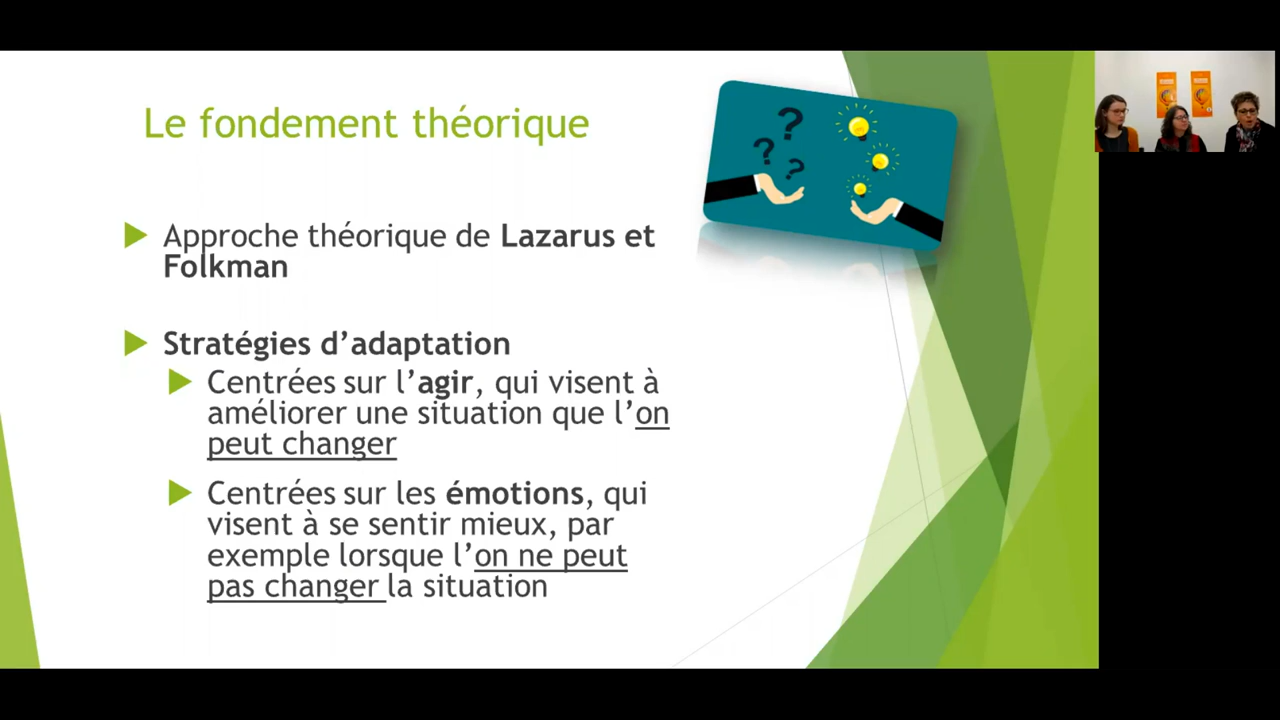 Le fondement théorique
Approche théorique de Lazarus et
Folkman
Stratégies d’adaptation
Centrées sur l’agir, qui visent à
améliorer une situation que l’on
peut changer
Centrées sur les émotions, qui
visent à se sentir mieux, par
exemple lorsque l’on ne peut
pas changer la situation
? 
?
?